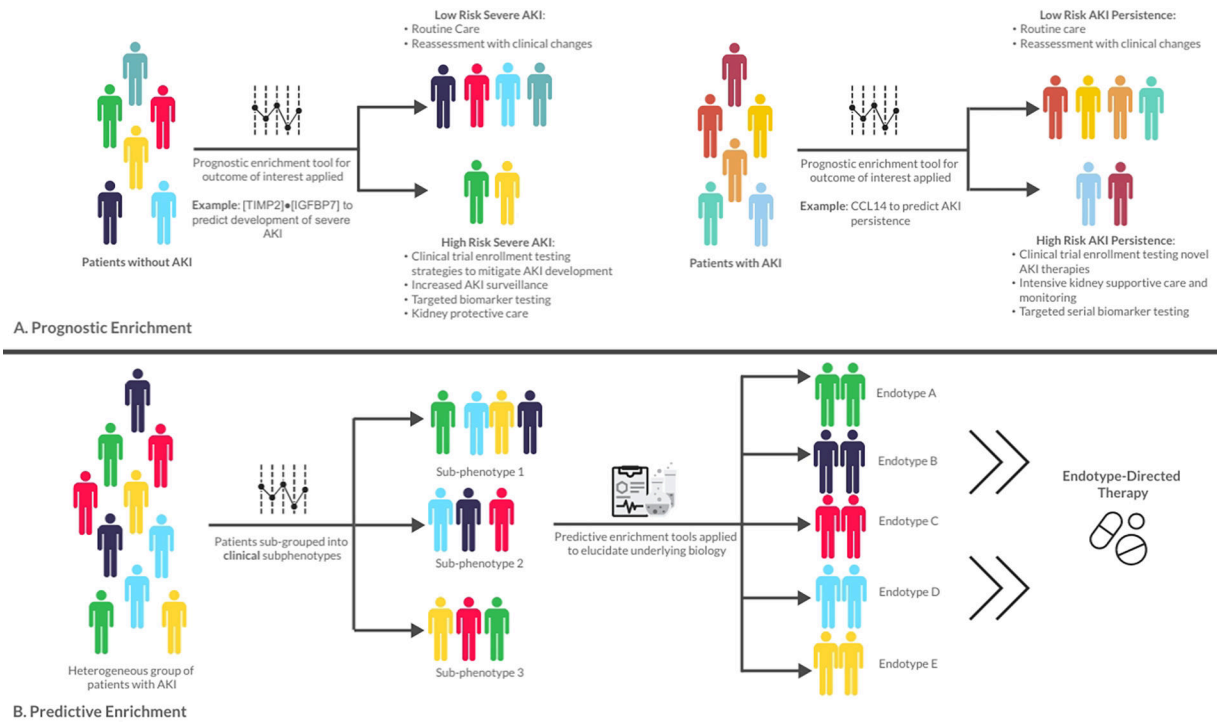 Low Risk Severe AKI:
• Routine Care
• Reassessment with clinical changes
Prognostic enrichment tool for
outcome of interest applied
Example: [TIMP2]●[IGFBP7] to
predict development of severe
AKI
Patients without AKI
High Risk Severe AKI:
• Clinical trial enrollment testing
strategies to mitigate AKI development
• Increased AKI surveillance
• Targeted biomarker testing
• Kidney protective care
Low Risk AKI Persistence:
• Routine care
• Reassessment with clinical changes
Prognostic enrichment tool for
outcome of interest applied
Example: CCL14 to predict AKI
persistence
Patients with AKI
High Risk AKI Persistence:
• Clinical trial enrollment testing novel
AKI therapies
• Intensive kidney supportive care and
monitoring
• Targeted serial biomarker testing
A. Prognostic Enrichment
Heterogeneous group of
patients with AKI
Patients sub-grouped into
clinical subphenotypes
Sub-phenotype 1
Sub-phenotype 2
Sub-phenotype 3
Predictive enrichment tools applied
to elucidate underlying biology
Endotype A
Endotype B
Endotype C
Endotype D
Endotype E
Endotype-Directed
Therapy
B. Predictive Enrichment